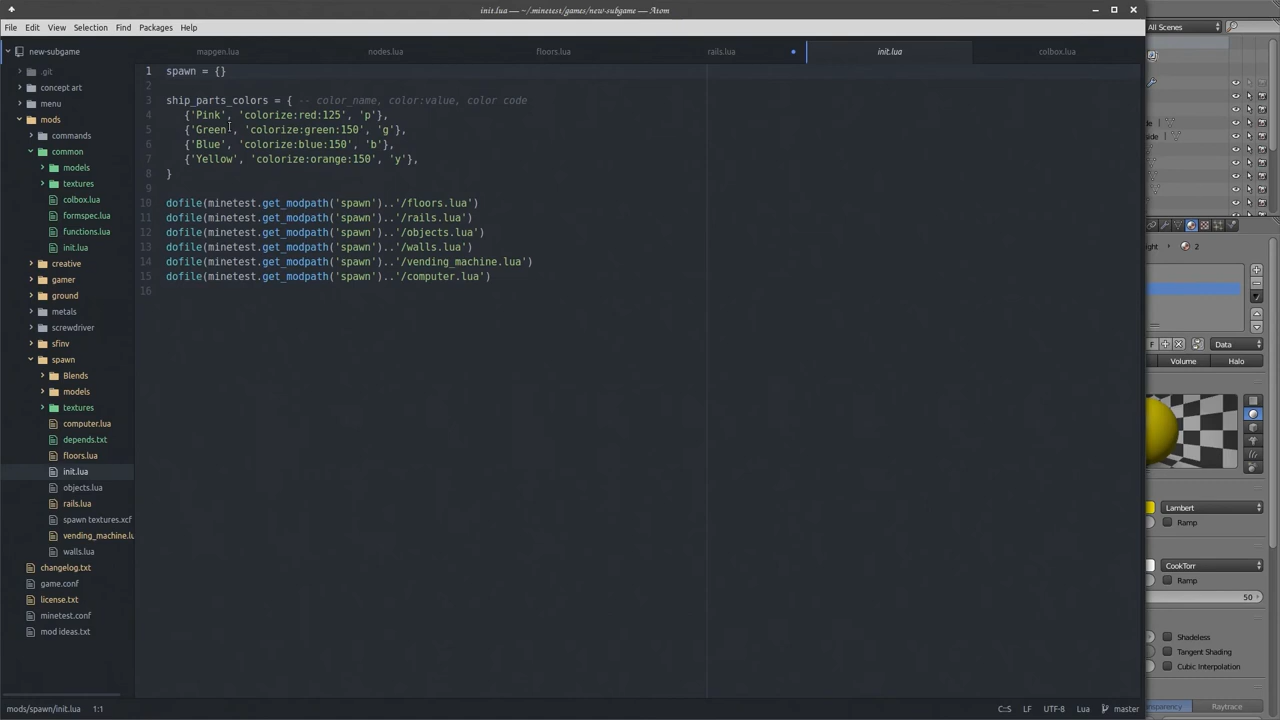 init.lua — ~/.minetest/games/new-subgame — Atom
File Edit View Selection Find Packages Help
new-subgame
mapgen.lua nodes.lua floors.lua rails.lua init.lua colbox.lua
.git
concept art
menu
mods
commands
common
models
textures
colbox.lua
formspec.lua
functions.lua
init.lua
creative
gamer
ground
metals
screwdriver
sfinv
spawn
Blends
models
textures
computer.lua
depends.txt
floors.lua
init.lua
objects.lua
rails.lua
spawn textures.xcf
vending_machine.lu
walls.lua
changelog.txt
game.conf
license.txt
minetest.conf
mod ideas.txt
1 spawn = {}
2
3 ship_parts_colors = { -- color_name, color:value, color code
4 {'Pink', 'colorize:red:125', 'p'},
5 {'Green', 'colorize:green:150', 'g'},
6 {'Blue', 'colorize:blue:150', 'b'},
7 {'Yellow', 'colorize:orange:150', 'y'},
8 }
9
10 dofile(minetest.get_modpath('spawn')..'/floors.lua')
11 dofile(minetest.get_modpath('spawn')..'/rails.lua')
12 dofile(minetest.get_modpath('spawn')..'/objects.lua')
13 dofile(minetest.get_modpath('spawn')..'/walls.lua')
14 dofile(minetest.get_modpath('spawn')..'/vending_machine.lua')
15 dofile(minetest.get_modpath('spawn')..'/computer.lua')
16
mods/spawn/init.lua 1:1
C:S LF UTF-8 Lua master
All Scenes
side
ght 2
F Data
Volume Halo
Lambert
Ramp
CookTorr
Ramp
50
Shadeless
Tangent Shading
Cubic Interpolation
nsparency Raytrace